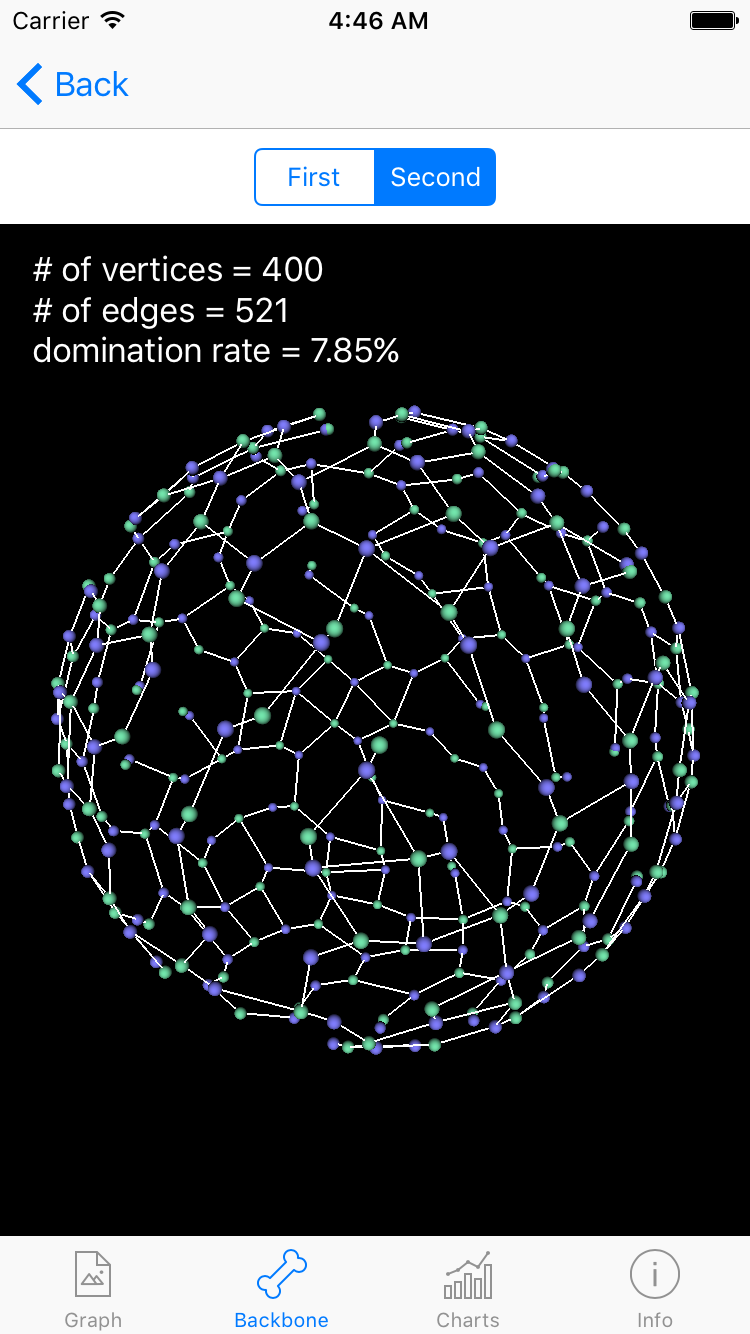 Carrier 4:46 AM
Back
First Second
# of vertices = 400
# of edges = 521
domination rate = 7.85%
Graph Backbone Charts Info